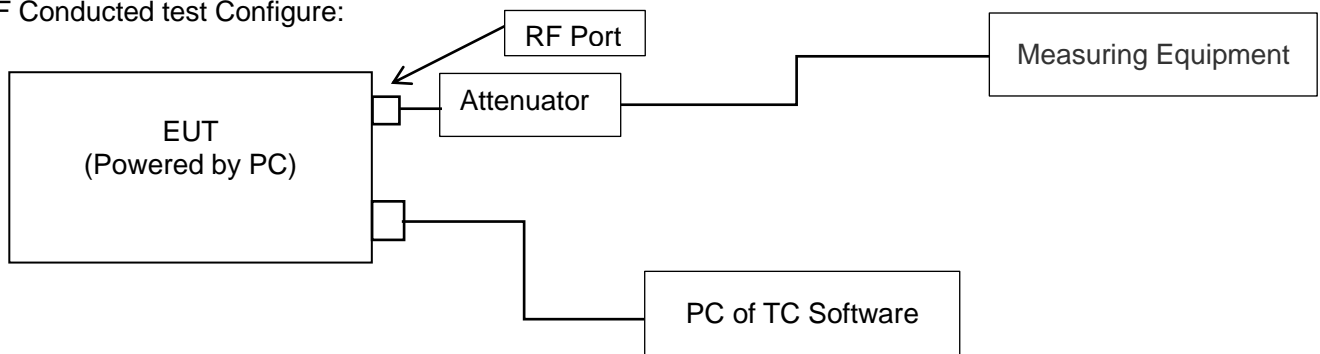 F Conducted test Configure:
RF Port
Measuring Equipment
Attenuator
EUT
(Powered by PC)
PC of TC Software